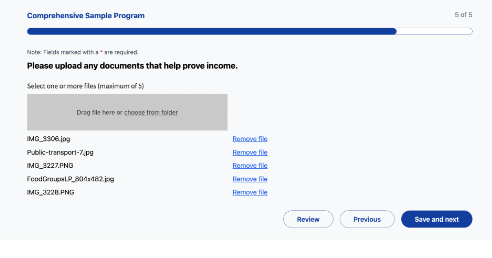 Comprehensive Sample Program
5 of 5
Note: Fields marked with a * are required.
Please upload any documents that help prove income.
Select one or more files (maximum of 5)
Drag file here or choose from folder
IMG_3306.jpg Remove file
Public-transport-7.jpg Remove file
IMG_3227.PNG Remove file
FoodGroupsLP_804x482.jpg Remove file
IMG_3228.PNG Remove file
Review Previous Save and next